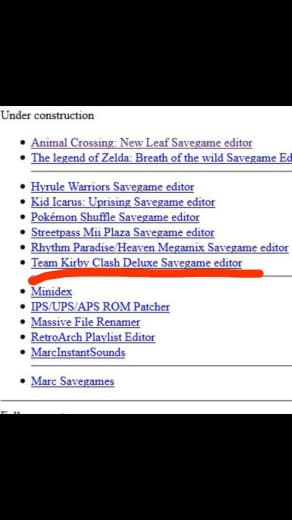 Under construction
Animal Crossing: New Leaf Savegame editor
The legend of Zelda: Breath of the wild Savegame Ed
Hyrule Warriors Savegame editor
Kid Icarus: Uprising Savegame editor
Pokémon Shuffle Savegame editor
Streetpass Mii Plaza Savegame editor
Rhythm Paradise/Heaven Megamix Savegame editor
Team Kirby Clash Deluxe Savegame editor
Minidex
IPS/UPS/APS ROM Patcher
Massive File Renamer
RetroArch Playlist Editor
MarcInstantSounds
Marc Savegames